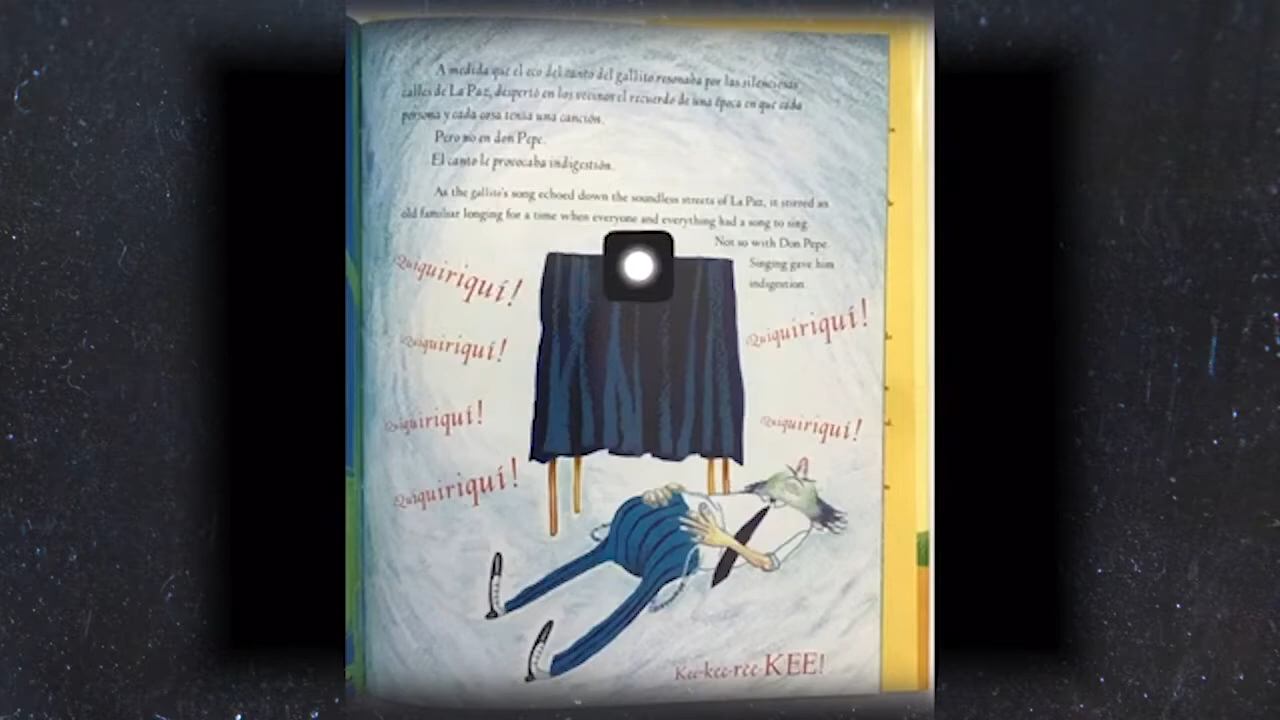 A medida que el eco del canto del gallito resonaba por las silenciosas
calles de La Paz, despertó en los vecinos el recuerdo de una época en que cada
persona y cada cosa tenía una canción.
Pero no en don Pepe.
El canto le provocaba indigestión.
As the gallito's song echoed down the soundless streets of La Paz, it stirred an
old familiar longing for a time when everyone and everything had a song to sing.
Not so with Don Pepe.
Singing gave him
indigestion.
¡Quiquiriquí!
¡Quiquiriquí!
¡Quiquiriquí!
¡Quiquiriquí!
¡Quiquiriquí!
¡Quiquiriquí!
Kee-kee-ree-KEE!